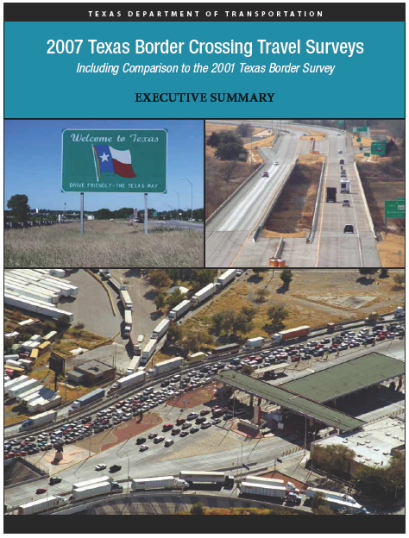 TEXAS DEPARTMENT OF TRANSPORTATION
2007 Texas Border Crossing Travel Surveys
Including Comparison to the 2001 Texas Border Survey
EXECUTIVE SUMMARY
Welcome to Texas
DRIVE FRIENDLY-THE TEXAS WAY